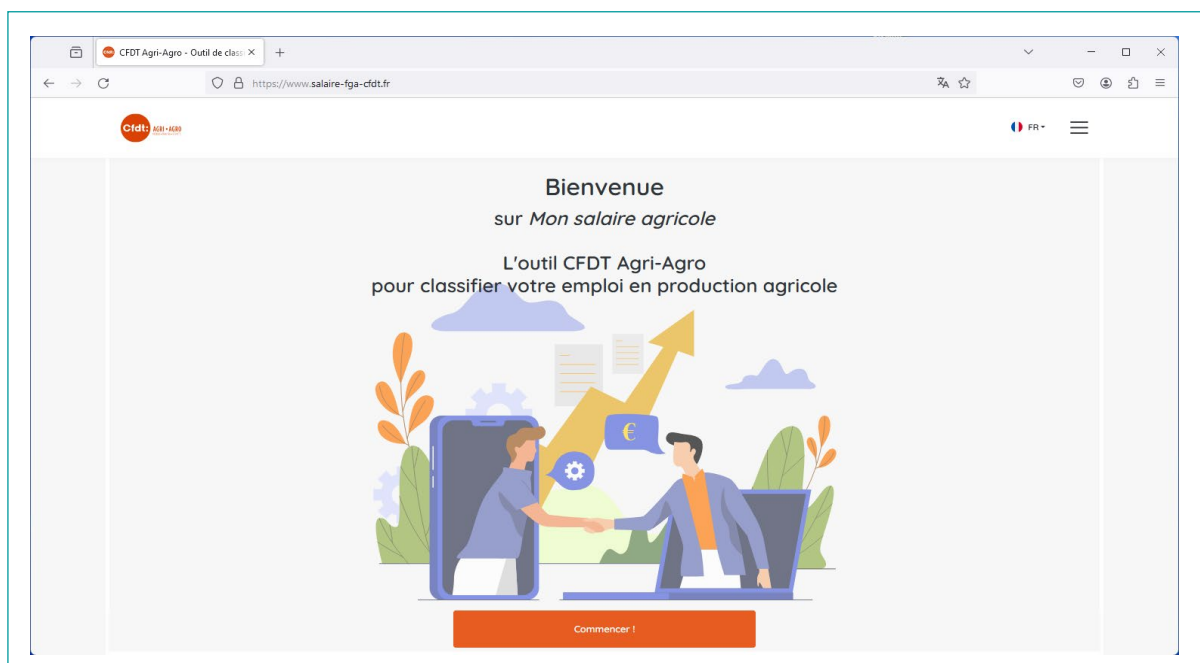 CFDT Agri-Agro - Outil de class
https://www.salaire-fga-cfdt.fr
Cfdt: AGRI•AGRO
FR
Bienvenue
sur Mon salaire agricole
L'outil CFDT Agri-Agro
pour classifier votre emploi en production agricole
€
Commencer !